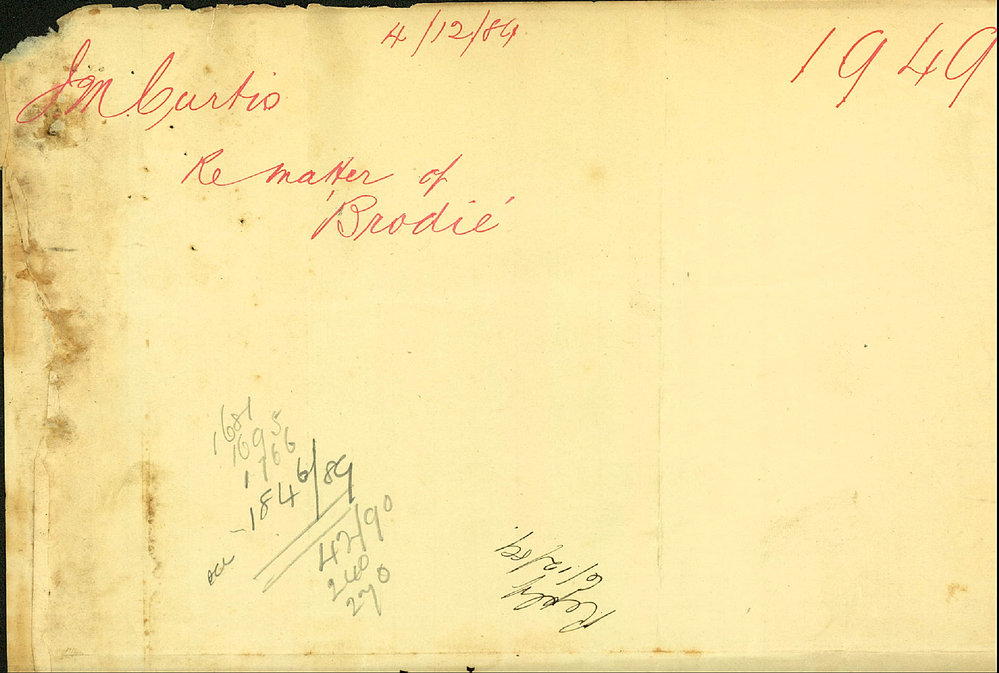 4/12/89
1949
J M Curtis
Re matter of
Brodie
1681
1695
1766
1846/89
42/90
240
270
Reply
6/12/89